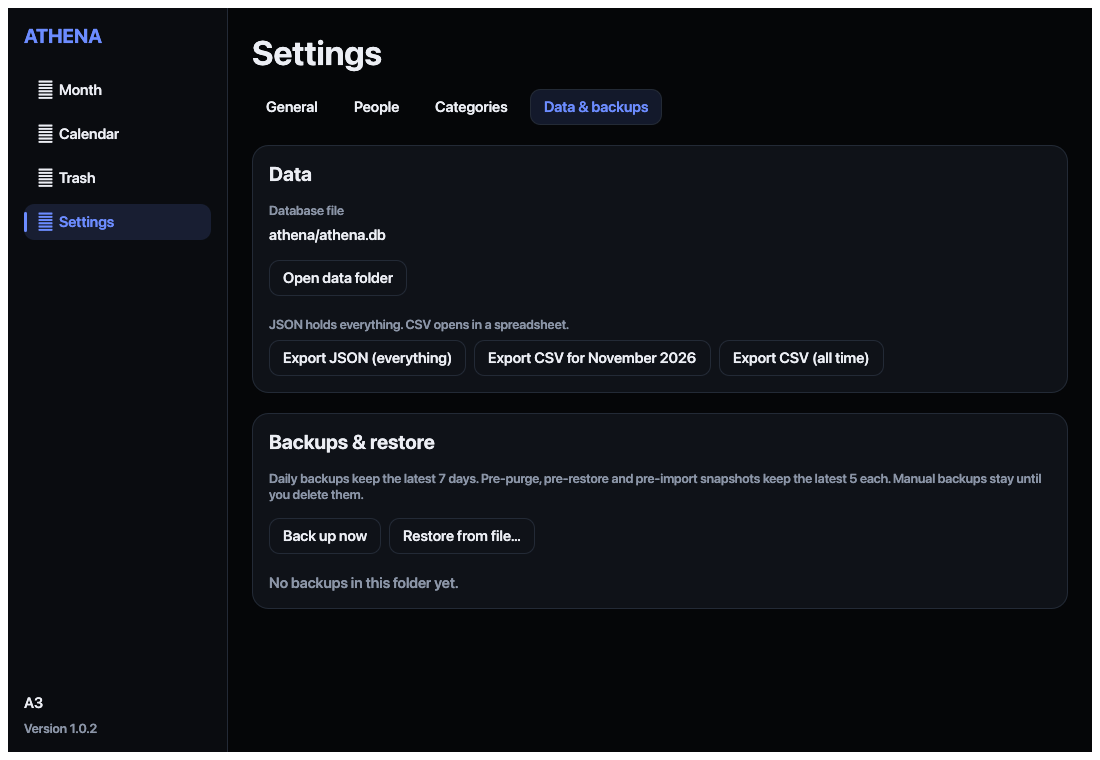 ATHENA
Month
Calendar
Trash
Settings
A3
Version 1.0.2
Settings
General People Categories Data & backups
Data
Database file
athena/athena.db
Open data folder
JSON holds everything. CSV opens in a spreadsheet.
Export JSON (everything) Export CSV for November 2026 Export CSV (all time)
Backups & restore
Daily backups keep the latest 7 days. Pre-purge, pre-restore and pre-import snapshots keep the latest 5 each. Manual backups stay until
you delete them.
Back up now Restore from file...
No backups in this folder yet.